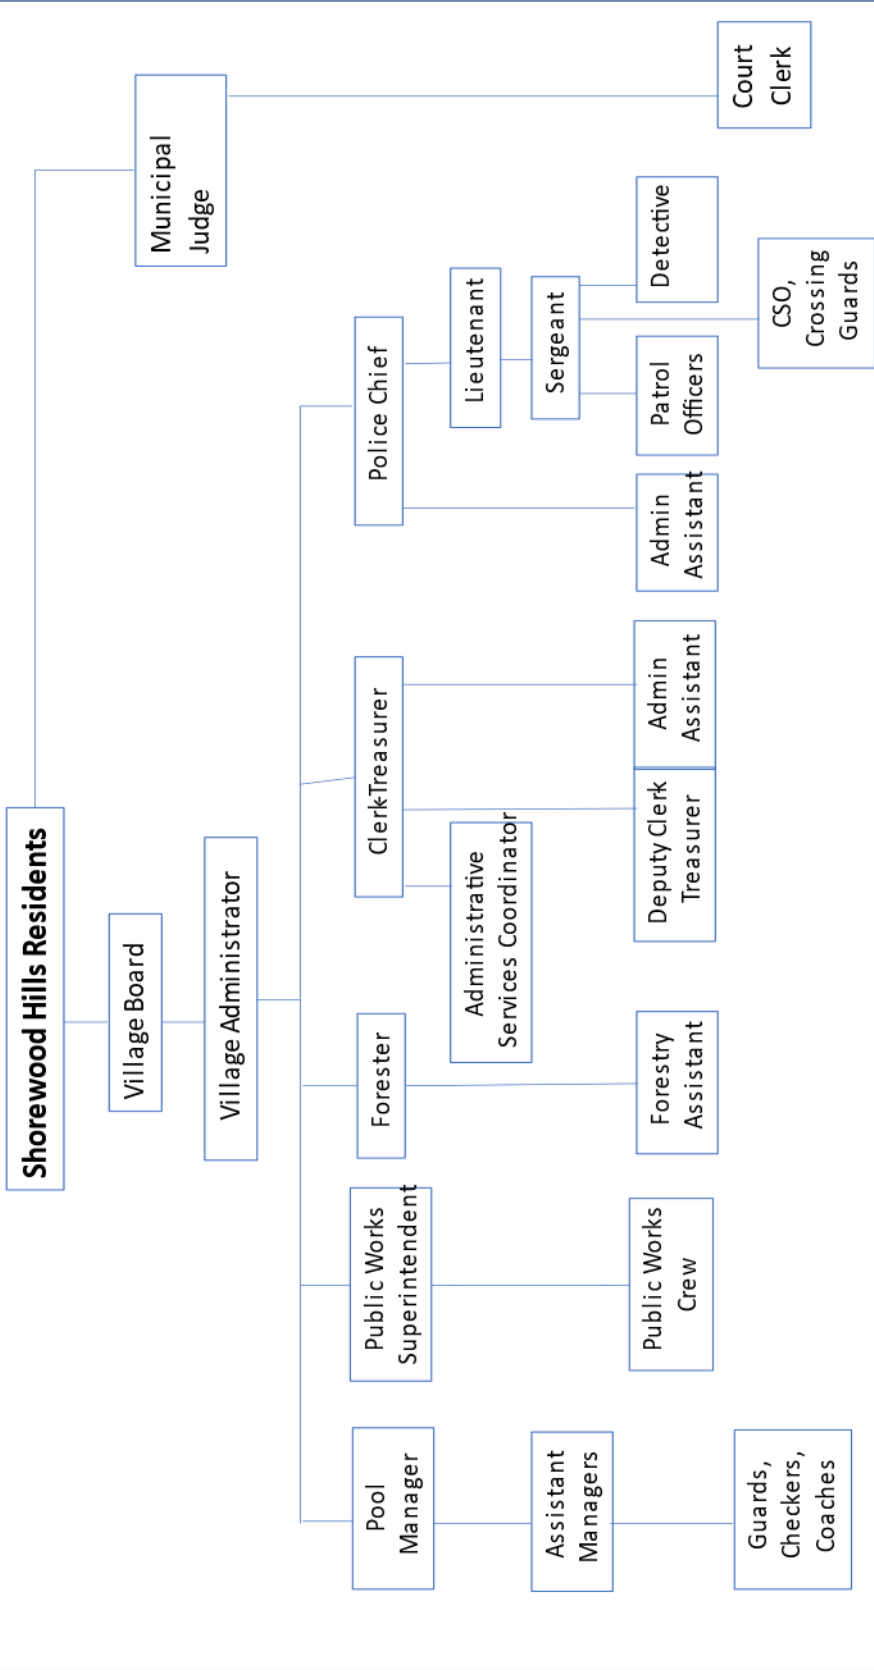 Shorewood Hills Residents
Village Board
Municipal
Judge
Village Administrator
Pool
Manager
Public Works
Superintendent
Forester
Clerk-Treasurer
Police Chief
Administrative
Services Coordinator
Lieutenant
Assistant
Managers
Sergeant
Public Works
Crew
Forestry
Assistant
Deputy Clerk
Treasurer
Admin
Assistant
Admin
Assistant
Patrol
Officers
Detective
Court
Clerk
Guards,
Checkers,
Coaches
CSO,
Crossing
Guards